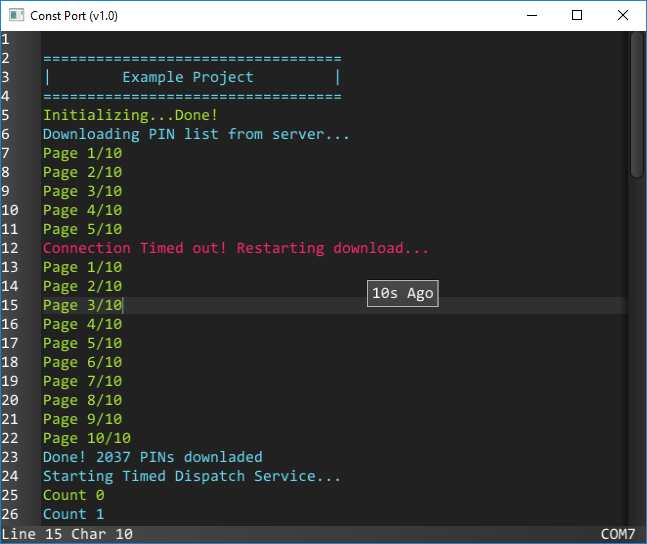 Const Port (v1.0)
1
2 ==================================
3 |        Example Project         |
4 ==================================
5 Initializing...Done!
6 Downloading PIN list from server...
7 Page 1/10
8 Page 2/10
9 Page 3/10
10 Page 4/10
11 Page 5/10
12 Connection Timed out! Restarting download...
13 Page 1/10
14 Page 2/10
10s Ago
15 Page 3/10
16 Page 4/10
17 Page 5/10
18 Page 6/10
19 Page 7/10
20 Page 8/10
21 Page 9/10
22 Page 10/10
23 Done! 2037 PINs downladed
24 Starting Timed Dispatch Service...
25 Count 0
26 Count 1
Line 15 Char 10 COM7